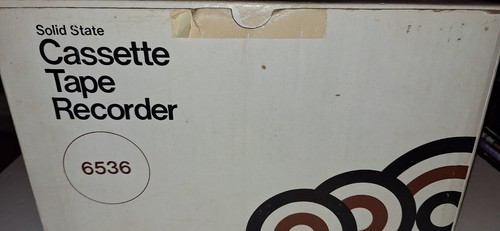 Solid State
Cassette
Tape
Recorder
6536